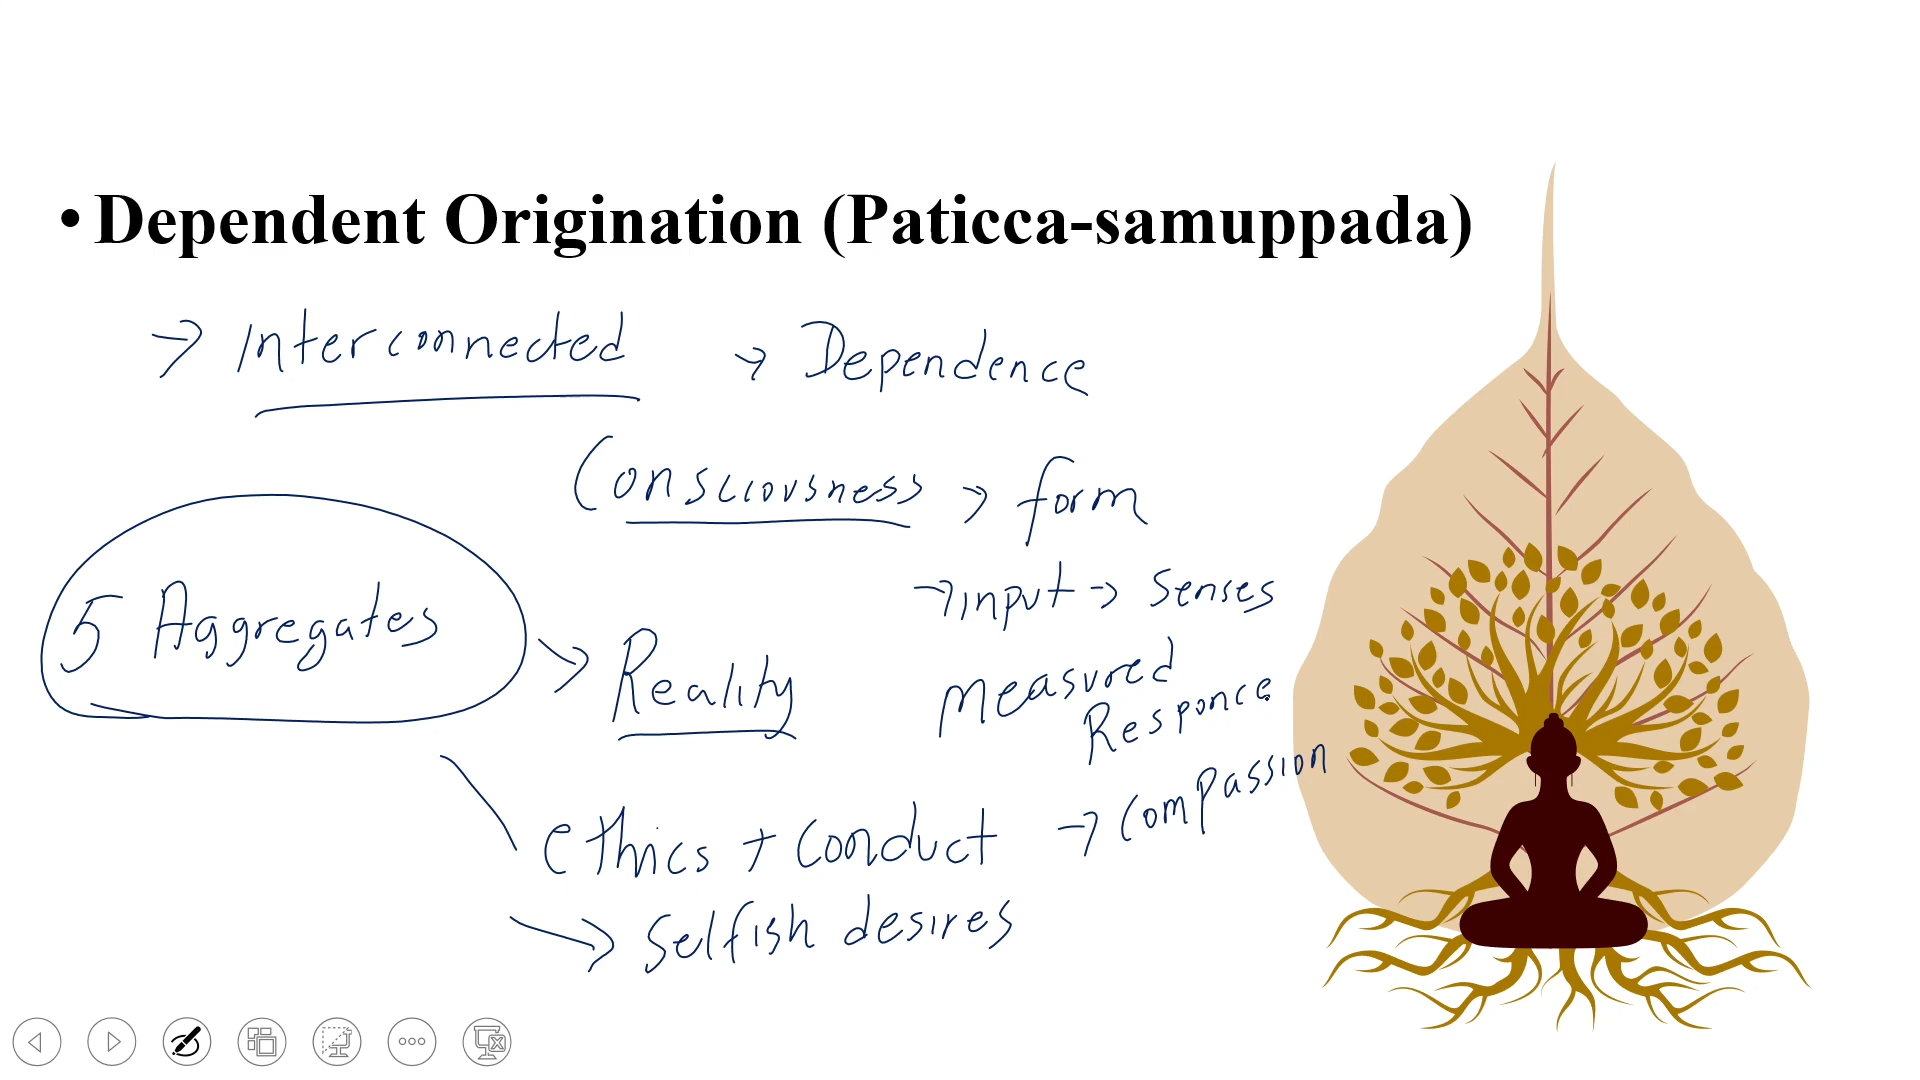 • Dependent Origination (Paticca-samuppada)
→ Interconnected → Dependence
Consciousness → form
→ input → senses
5 Aggregates → Reality
measured
Responce
ethics + conduct → compassion
→ Selfish desires